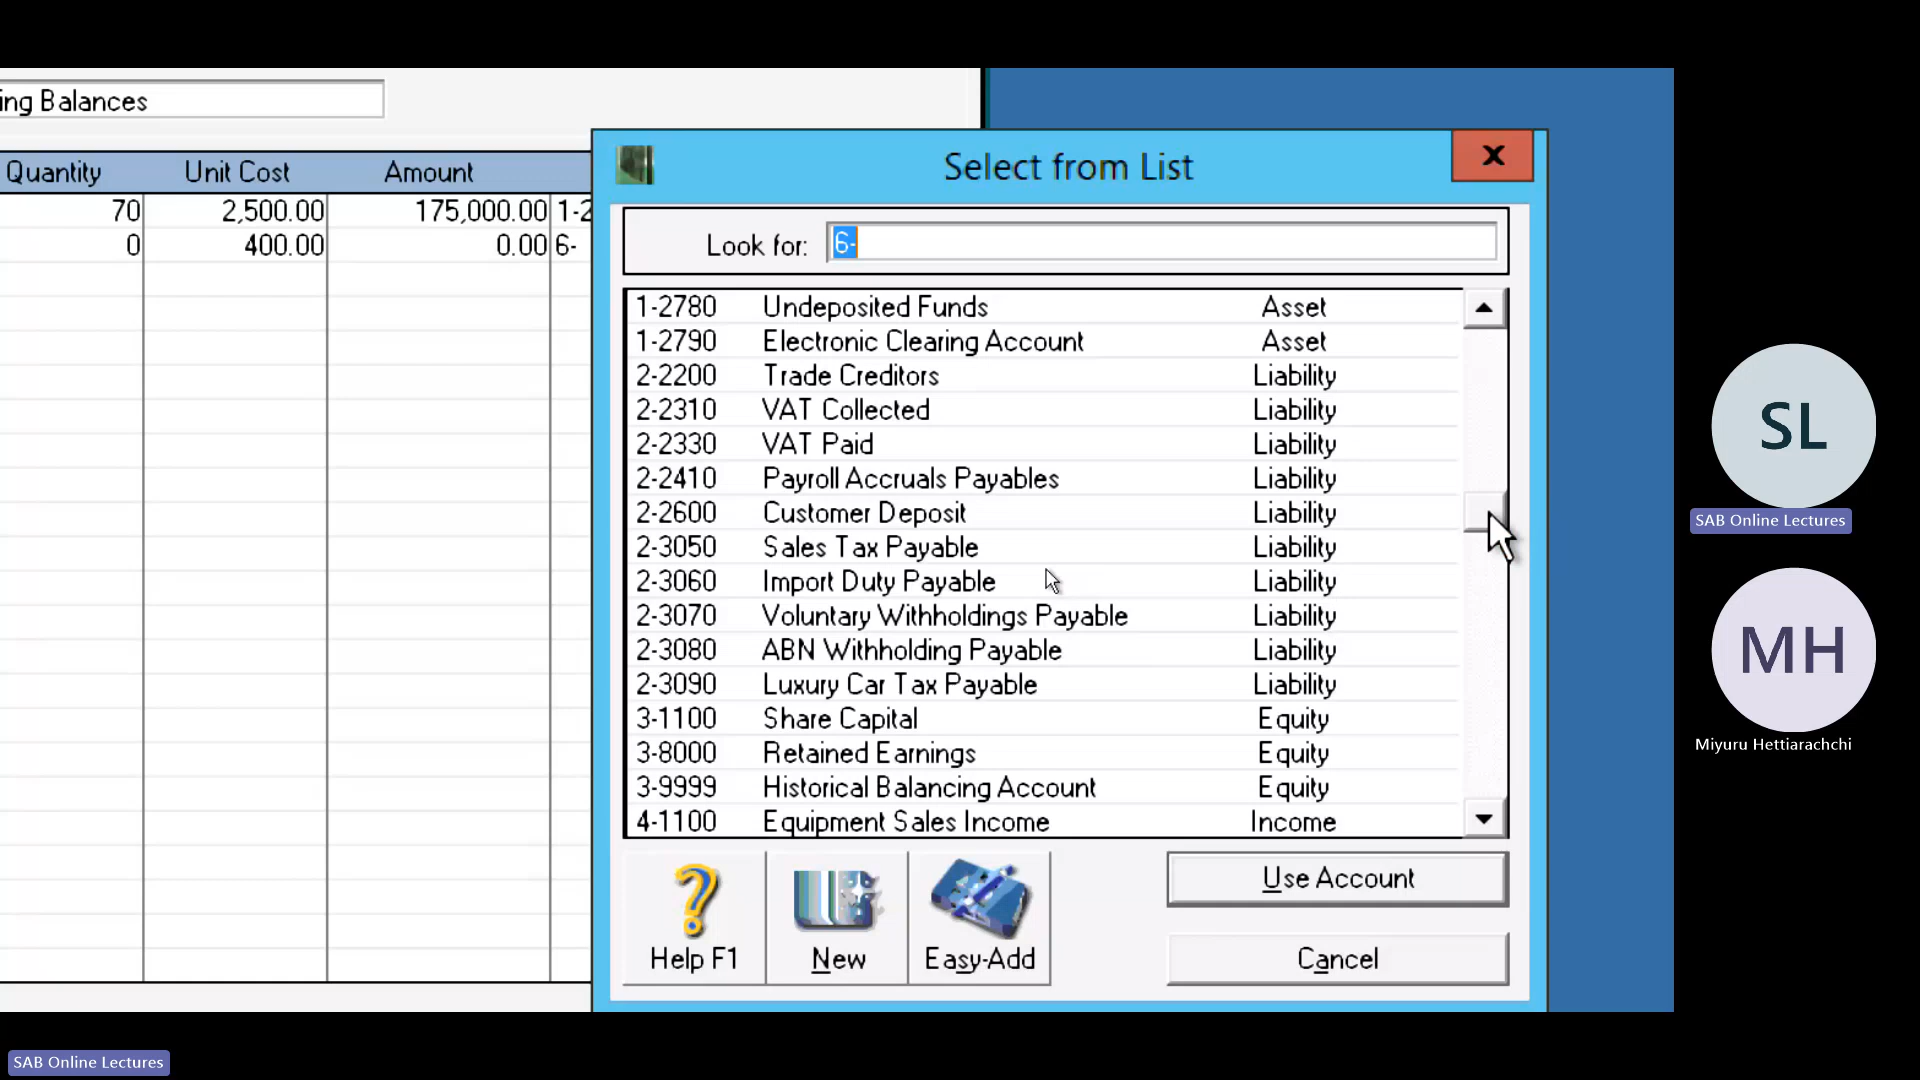 ing Balances
Quantity Unit Cost Amount
70 2,500.00 175,000.00 1-2
0 400.00 0.00 6-
Select from List
X
Look for: 6-
1-2780 Undeposited Funds Asset
1-2790 Electronic Clearing Account Asset
2-2200 Trade Creditors Liability
2-2310 VAT Collected Liability
2-2330 VAT Paid Liability
2-2410 Payroll Accruals Payables Liability
2-2600 Customer Deposit Liability
2-3050 Sales Tax Payable Liability
2-3060 Import Duty Payable Liability
2-3070 Voluntary Withholdings Payable Liability
2-3080 ABN Withholding Payable Liability
2-3090 Luxury Car Tax Payable Liability
3-1100 Share Capital Equity
3-8000 Retained Earnings Equity
3-9999 Historical Balancing Account Equity
4-1100 Equipment Sales Income Income
Help F1 New Easy-Add
Use Account
Cancel
SL
SAB Online Lectures
MH
Miyuru Hettiarachchi
SAB Online Lectures